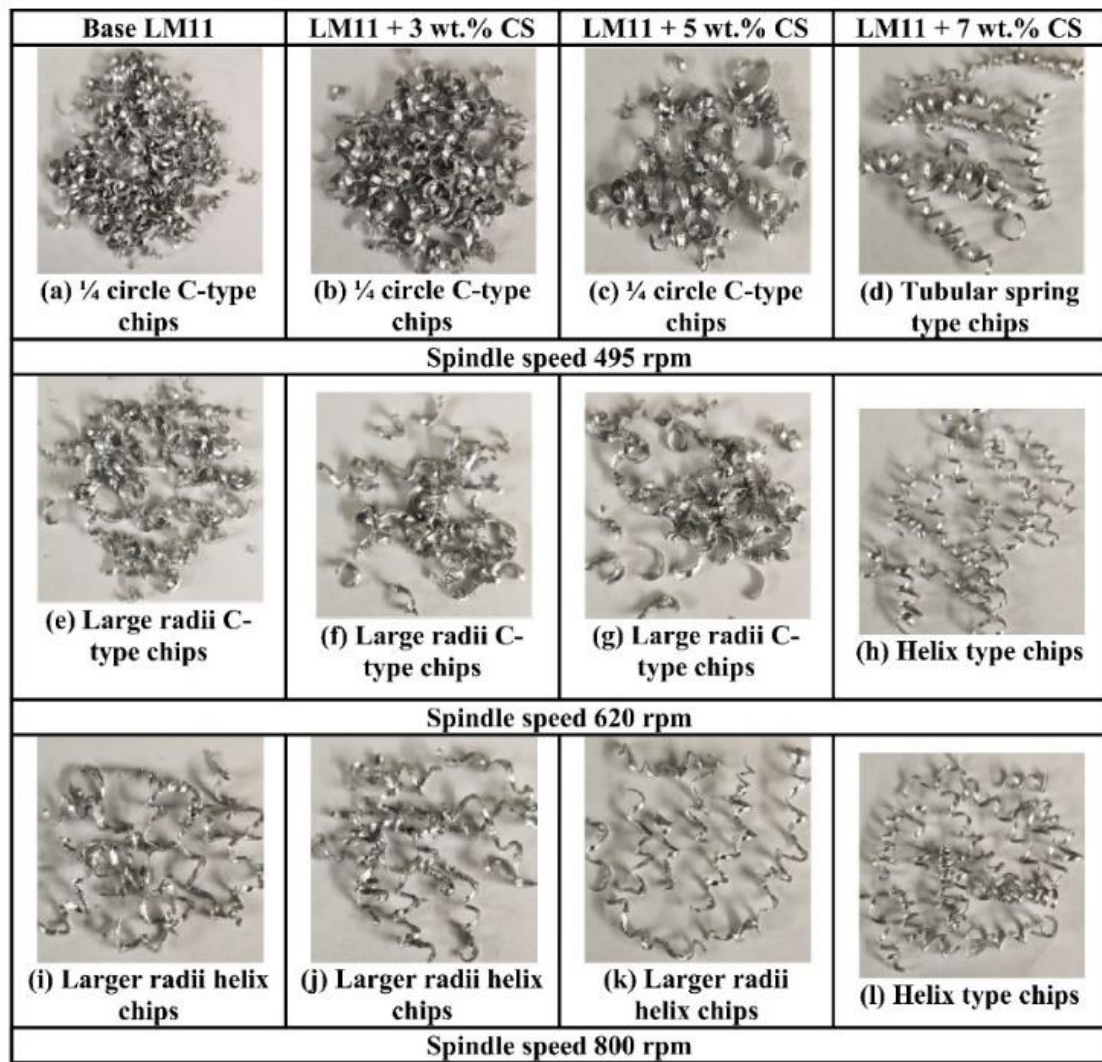 Base LM11
LM11 + 3 wt.% CS
LM11 + 5 wt.% CS
LM11 + 7 wt.% CS
(a) ¼ circle C-type
chips
(b) ¼ circle C-type
chips
(c) ¼ circle C-type
chips
(d) Tubular spring
type chips
Spindle speed 495 rpm
(e) Large radii C-
type chips
(f) Large radii C-
type chips
(g) Large radii C-
type chips
(h) Helix type chips
Spindle speed 620 rpm
(i) Larger radii helix
chips
(j) Larger radii helix
chips
(k) Larger radii
helix chips
(l) Helix type chips
Spindle speed 800 rpm